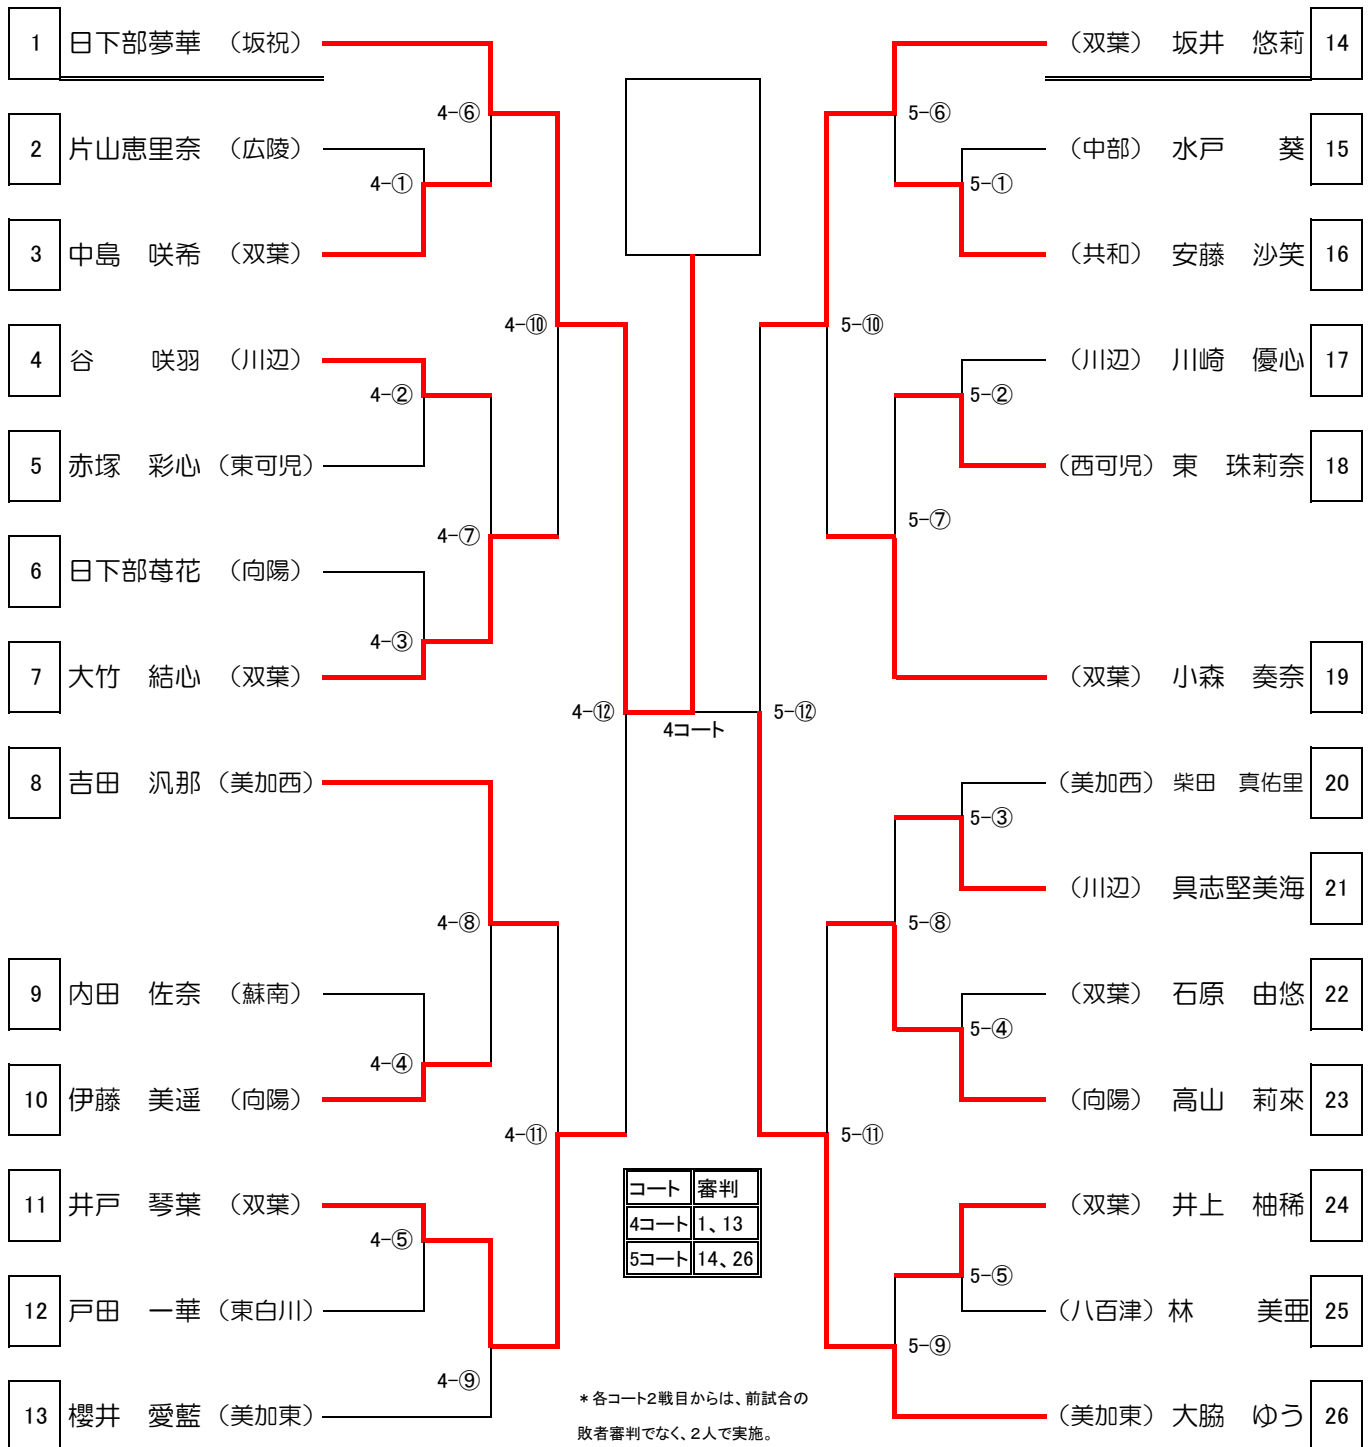 1 日下部夢華 （坂祝）
4-⑥
2 片山恵里奈 （広陵）
4-①
3 中島　咲希 （双葉）
4-⑩
4 谷　　咲羽 （川辺）
4-②
5 赤塚　彩心 （東可児）
4-⑦
6 日下部苺花 （向陽）
4-③
7 大竹　結心 （双葉）
4-⑫
8 吉田　汎那 （美加西）
4-⑧
9 内田　佐奈 （蘇南）
4-④
10 伊藤　美遥 （向陽）
4-⑪
11 井戸　琴葉 （双葉）
4-⑤
12 戸田　一華 （東白川）
4-⑨
13 櫻井　愛藍 （美加東）
4コート
コート 審判
4コート 1、13
5コート 14、26
＊各コート2戦目からは、前試合の
敗者審判でなく、2人で実施。
（双葉） 坂井　悠莉 14
5-⑥
（中部） 水戸　　葵 15
5-①
（共和） 安藤　沙笑 16
5-⑩
（川辺） 川崎　優心 17
5-②
（西可児） 東　珠莉奈 18
5-⑦
（双葉） 小森　奏奈 19
5-⑫
（美加西） 柴田　真佑里 20
5-③
（川辺） 具志堅美海 21
5-⑧
（双葉） 石原　由悠 22
5-④
（向陽） 高山　莉來 23
5-⑪
（双葉） 井上　柚稀 24
5-⑤
（八百津） 林　　美亜 25
5-⑨
（美加東） 大脇　ゆう 26